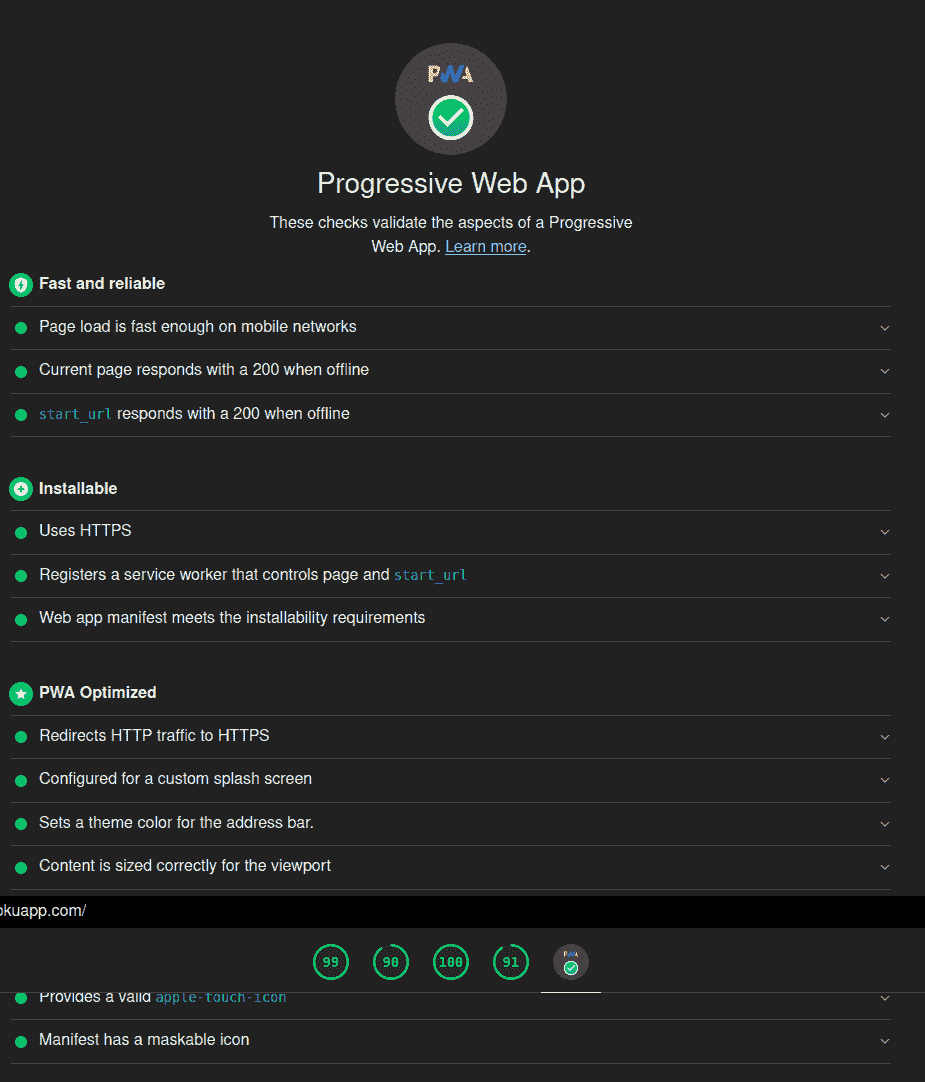 PWA
Progressive Web App
These checks validate the aspects of a Progressive
Web App. Learn more.
Fast and reliable
Page load is fast enough on mobile networks
Current page responds with a 200 when offline
start_url responds with a 200 when offline
Installable
Uses HTTPS
Registers a service worker that controls page and start_url
Web app manifest meets the installability requirements
PWA Optimized
Redirects HTTP traffic to HTTPS
Configured for a custom splash screen
Sets a theme color for the address bar.
Content is sized correctly for the viewport
okuapp.com/
99 90 100 91 PWA
Provides a valid apple-touch-icon
Manifest has a maskable icon